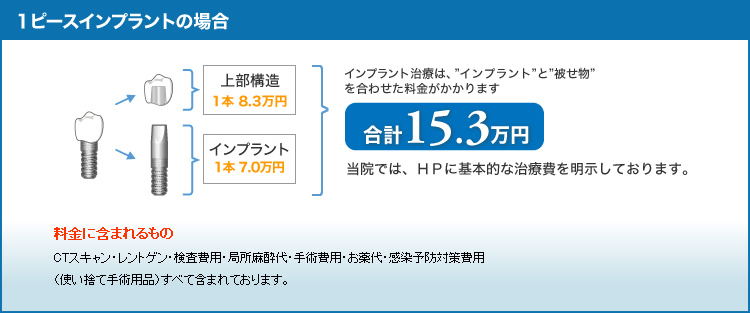 1ピースインプラントの場合
上部構造
1本 8.3万円
インプラント
1本 7.0万円
インプラント治療は、”インプラント”と”被せ物”
を合わせた料金がかかります
合計15.3万円
当院では、HPに基本的な治療費を明示しております。
料金に含まれるもの
CTスキャン・レントゲン・検査費用・局所麻酔代・手術費用・お薬代・感染予防対策費用
（使い捨て手術用品）すべて含まれております。